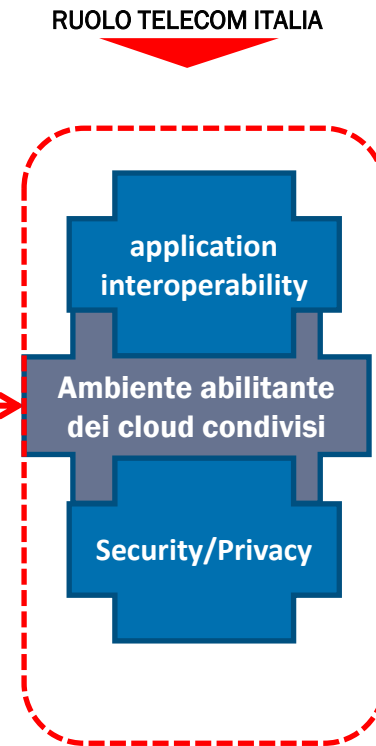 RUOLO TELECOM ITALIA
application
interoperability
Ambiente abilitante
dei cloud condivisi
Security/Privacy